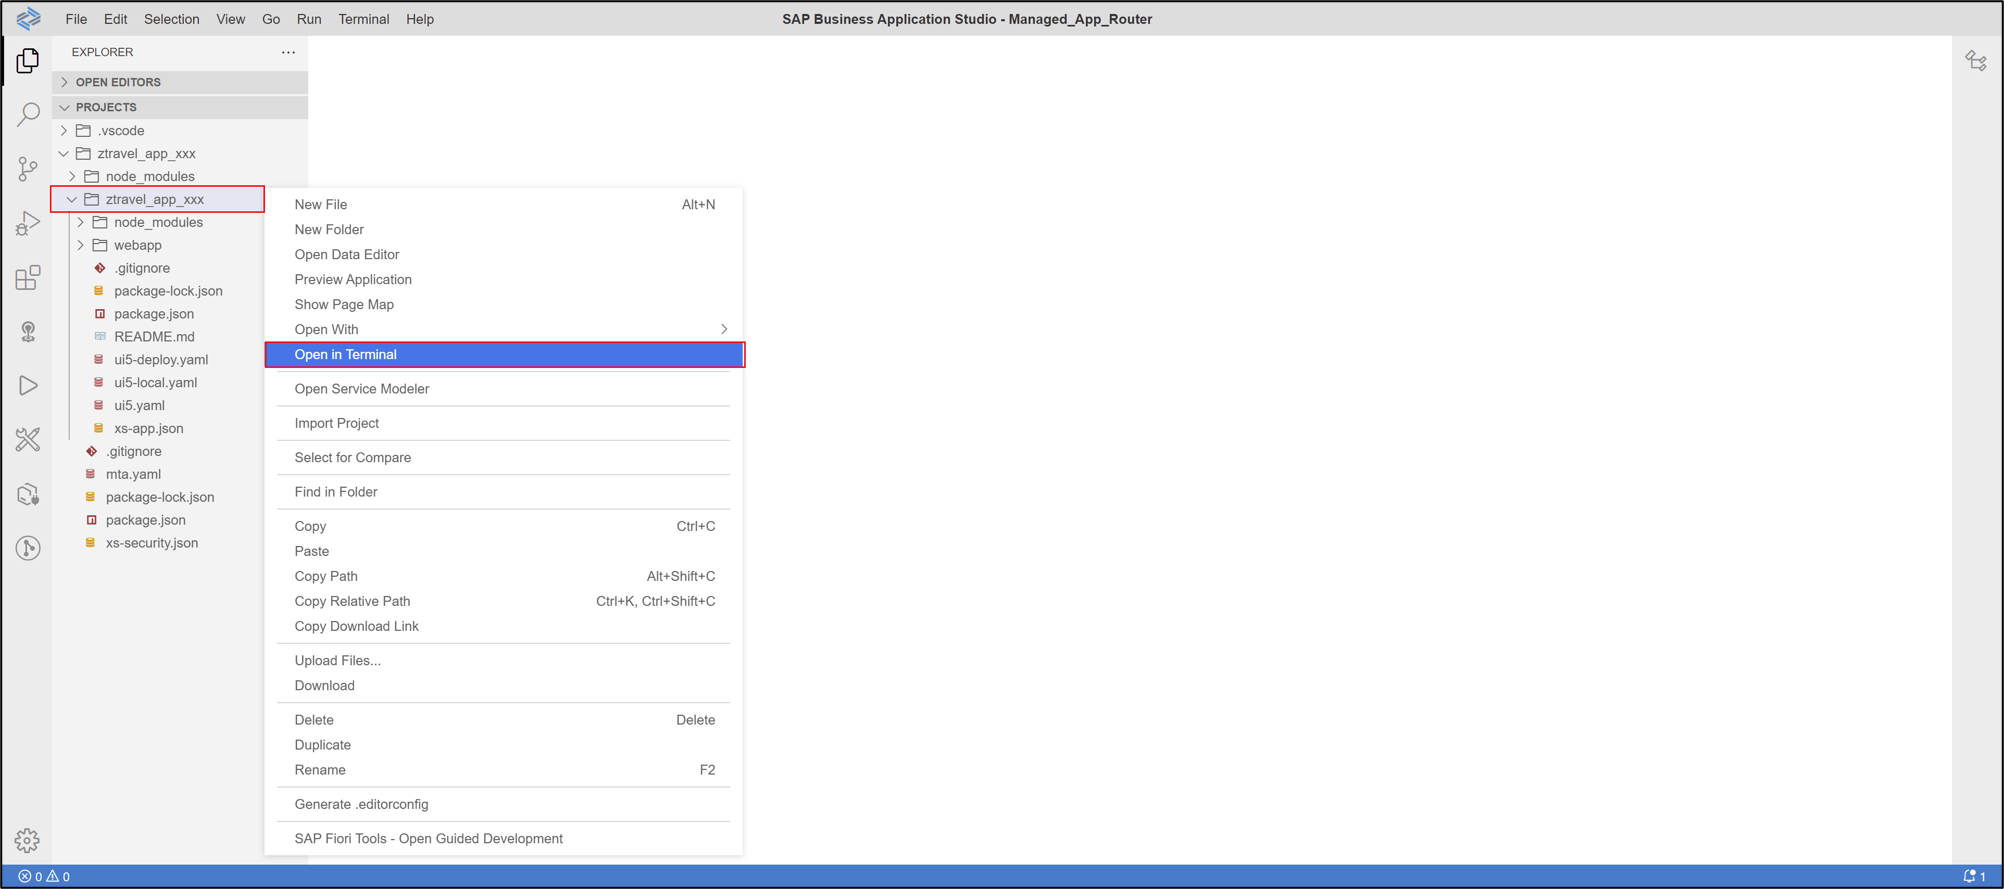 File Edit Selection View Go Run Terminal Help
SAP Business Application Studio - Managed_App_Router
EXPLORER
OPEN EDITORS
PROJECTS
.vscode
ztravel_app_xxx
node_modules
ztravel_app_xxx
node_modules
webapp
.gitignore
package-lock.json
package.json
README.md
ui5-deploy.yaml
ui5-local.yaml
ui5.yaml
xs-app.json
.gitignore
mta.yaml
package-lock.json
package.json
xs-security.json
New File Alt+N
New Folder
Open Data Editor
Preview Application
Show Page Map
Open With
Open in Terminal
Open Service Modeler
Import Project
Select for Compare
Find in Folder
Copy Ctrl+C
Paste
Copy Path Alt+Shift+C
Copy Relative Path Ctrl+K, Ctrl+Shift+C
Copy Download Link
Upload Files...
Download
Delete Delete
Duplicate
Rename F2
Generate .editorconfig
SAP Fiori Tools - Open Guided Development
0 0
1